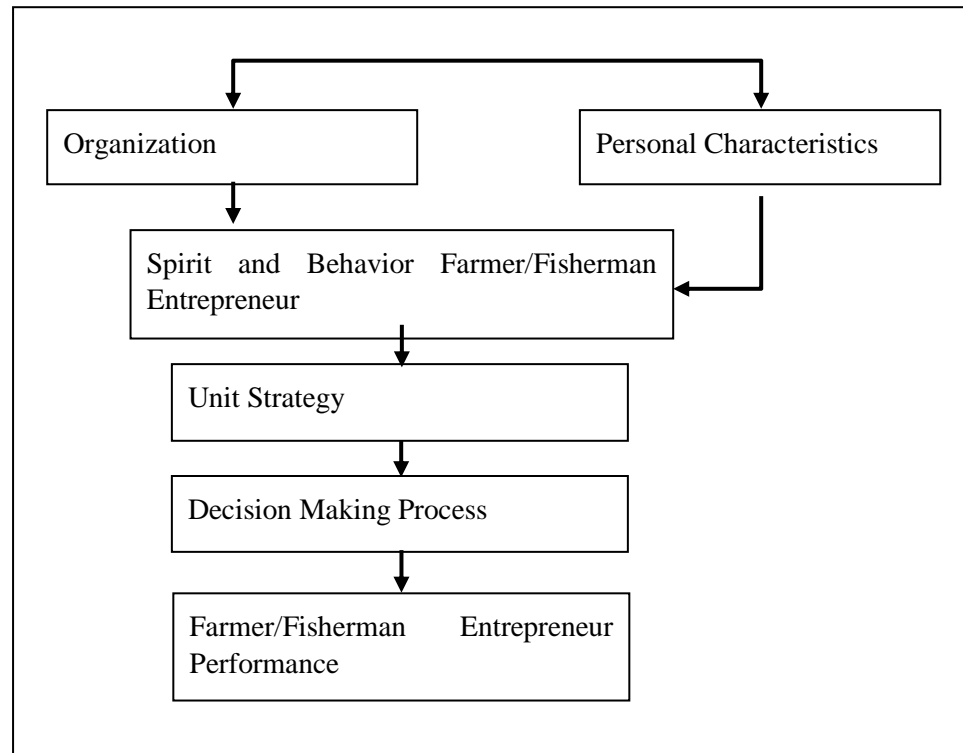 Organization
Personal Characteristics
Spirit and Behavior Farmer/Fisherman
Entrepreneur
Unit Strategy
Decision Making Process
Farmer/Fisherman Entrepreneur
Performance